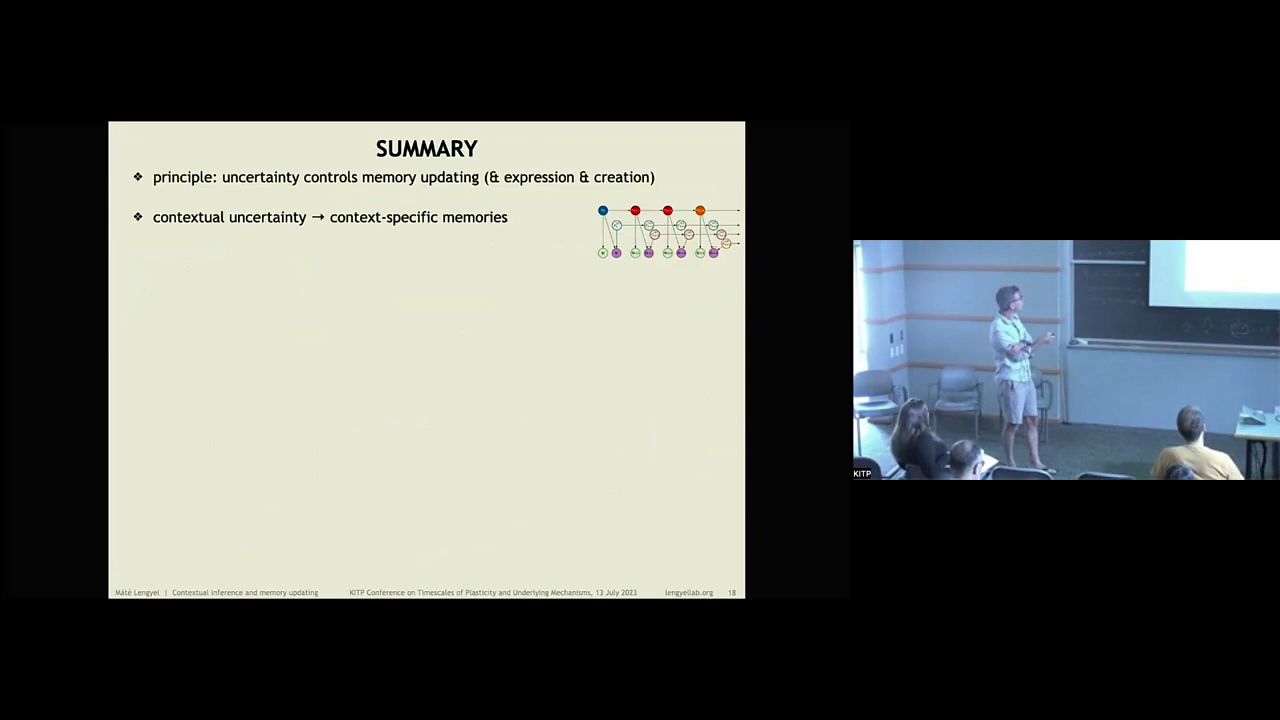 SUMMARY
❖ principle: uncertainty controls memory updating (& expression & creation)
❖ contextual uncertainty → context-specific memories
Máté Lengyel | Contextual inference and memory updating KITP Conference on Timescales of Plasticity and Underlying Mechanisms, 13 July 2023 lengyellab.org 18
KITP